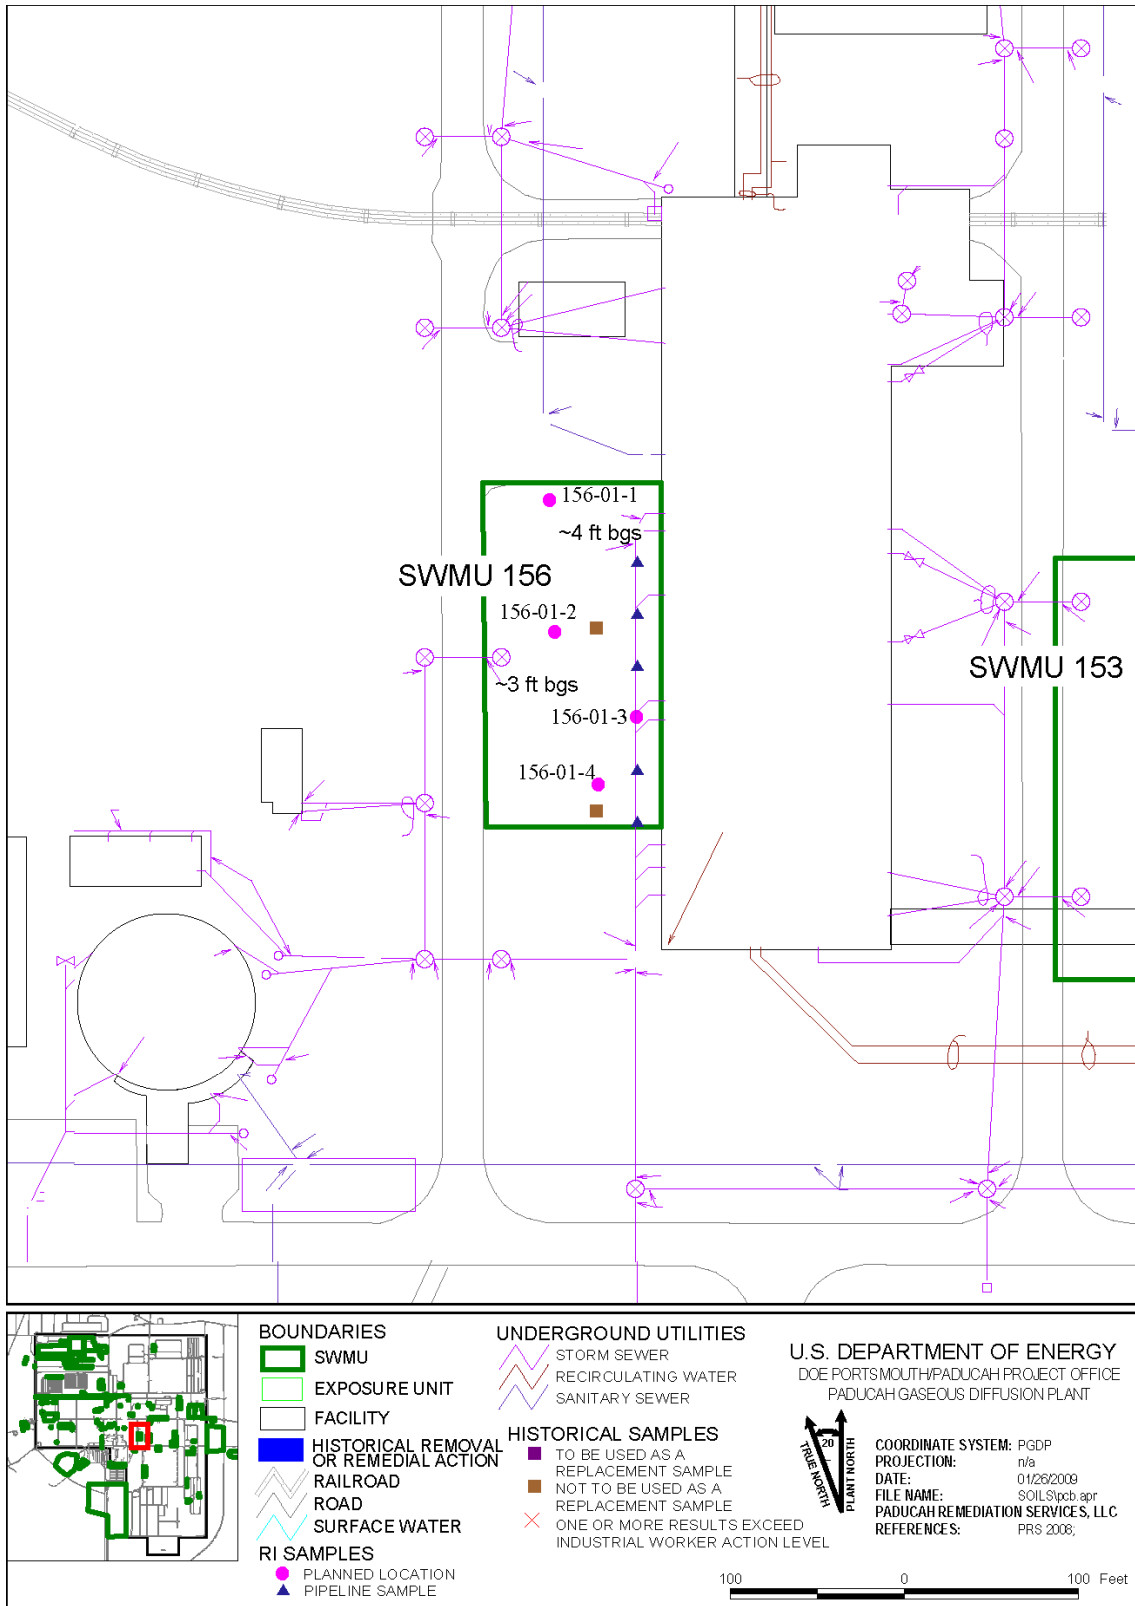 156-01-1
~4 ft bgs
SWMU 156
156-01-2
~3 ft bgs
SWMU 153
156-01-3
156-01-4
BOUNDARIES
SWMU
EXPOSURE UNIT
FACILITY
HISTORICAL REMOVAL
OR REMEDIAL ACTION
RAILROAD
ROAD
SURFACE WATER
RI SAMPLES
PLANNED LOCATION
PIPELINE SAMPLE
UNDERGROUND UTILITIES
STORM SEWER
RECIRCULATING WATER
SANITARY SEWER
HISTORICAL SAMPLES
TO BE USED AS A
REPLACEMENT SAMPLE
NOT TO BE USED AS A
REPLACEMENT SAMPLE
ONE OR MORE RESULTS EXCEED
INDUSTRIAL WORKER ACTION LEVEL
U.S. DEPARTMENT OF ENERGY
DOE PORTSMOUTH/PADUCAH PROJECT OFFICE
PADUCAH GASEOUS DIFFUSION PLANT
20
TRUE NORTH
PLANT NORTH
COORDINATE SYSTEM: PGDP
PROJECTION: n/a
DATE: 01/26/2009
FILE NAME: SOILS\pcb.apr
PADUCAH REMEDIATION SERVICES, LLC
REFERENCES: PRS 2008;
100 0 100 Feet